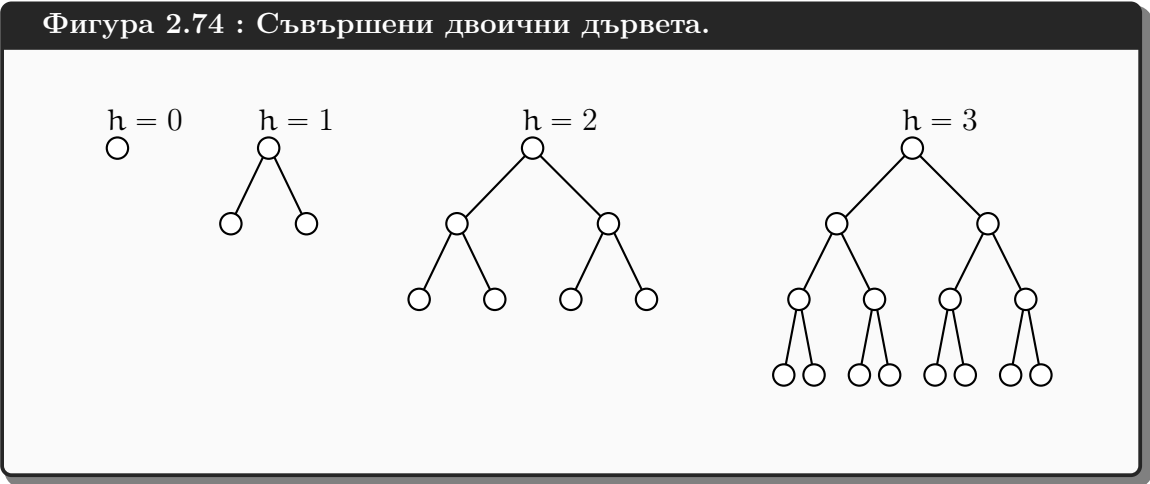 Фигура 2.74 : Съвършени двоични дървета.
h = 0
h = 1
h = 2
h = 3